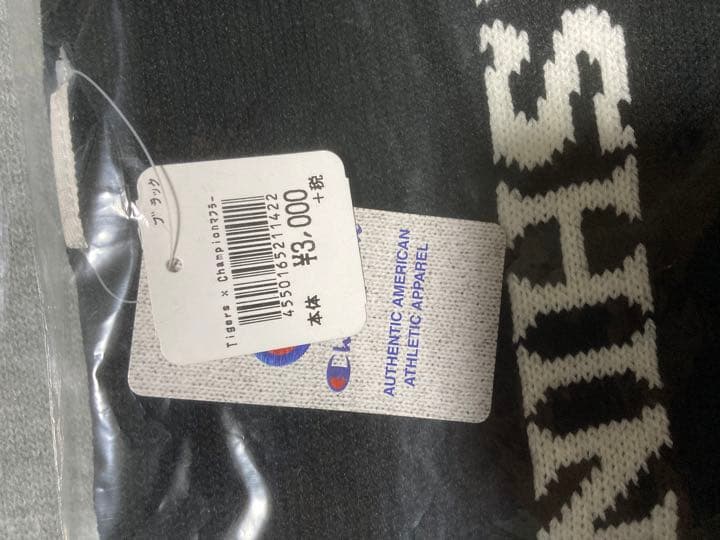 ブラック
Tigers × Championマフラー
4550165211422
本体 ¥3,000 +税
AUTHENTIC AMERICAN
ATHLETIC APPAREL
SHIN